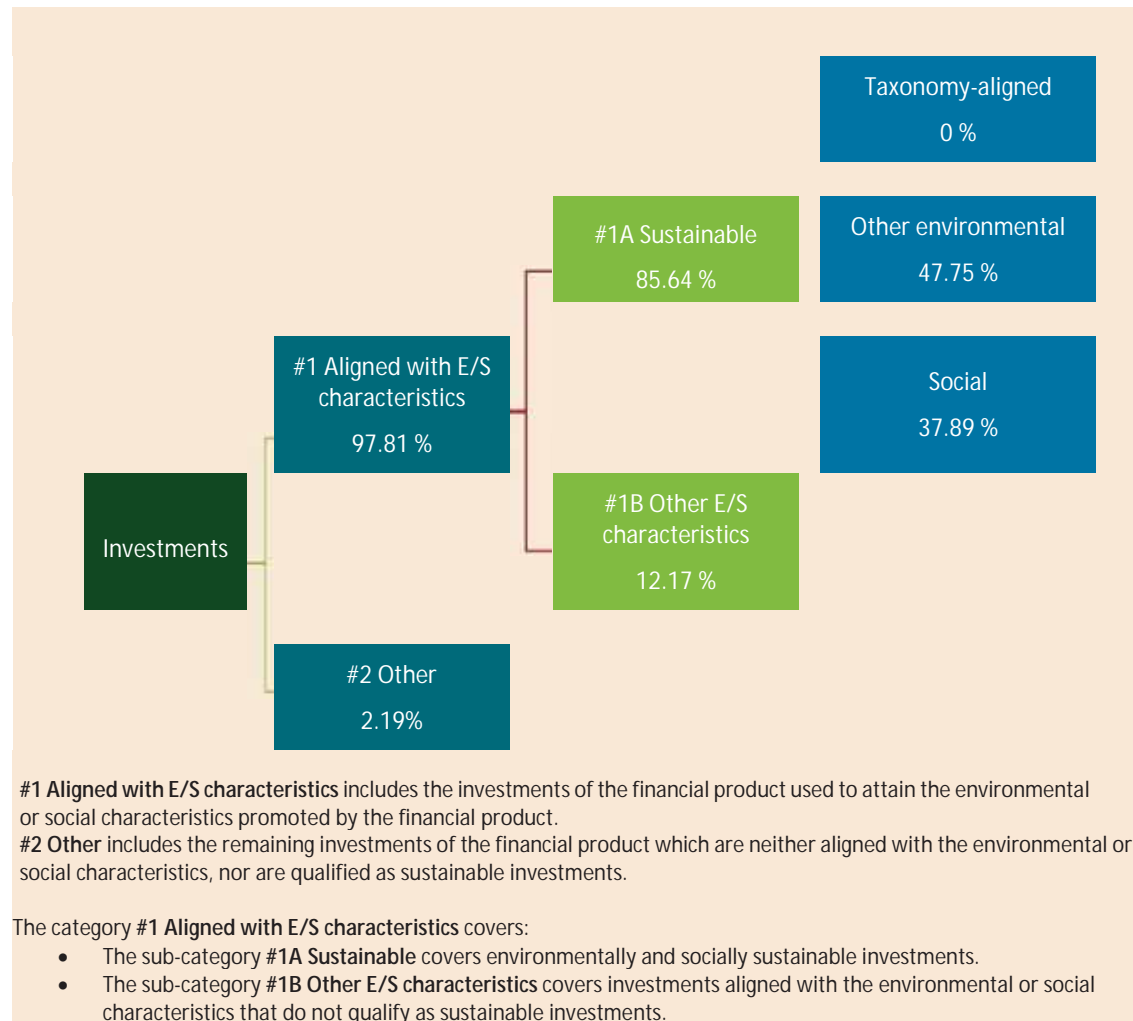 Taxonomy-aligned
0 %
#1A Sustainable
85.64 %
Other environmental
47.75 %
#1 Aligned with E/S
characteristics
97.81 %
Social
37.89 %
Investments
#1B Other E/S
characteristics
12.17 %
#2 Other
2.19%
#1 Aligned with E/S characteristics includes the investments of the financial product used to attain the environmental
or social characteristics promoted by the financial product.
#2 Other includes the remaining investments of the financial product which are neither aligned with the environmental or
social characteristics, nor are qualified as sustainable investments.
The category #1 Aligned with E/S characteristics covers:
• The sub-category #1A Sustainable covers environmentally and socially sustainable investments.
• The sub-category #1B Other E/S characteristics covers investments aligned with the environmental or social
characteristics that do not qualify as sustainable investments.